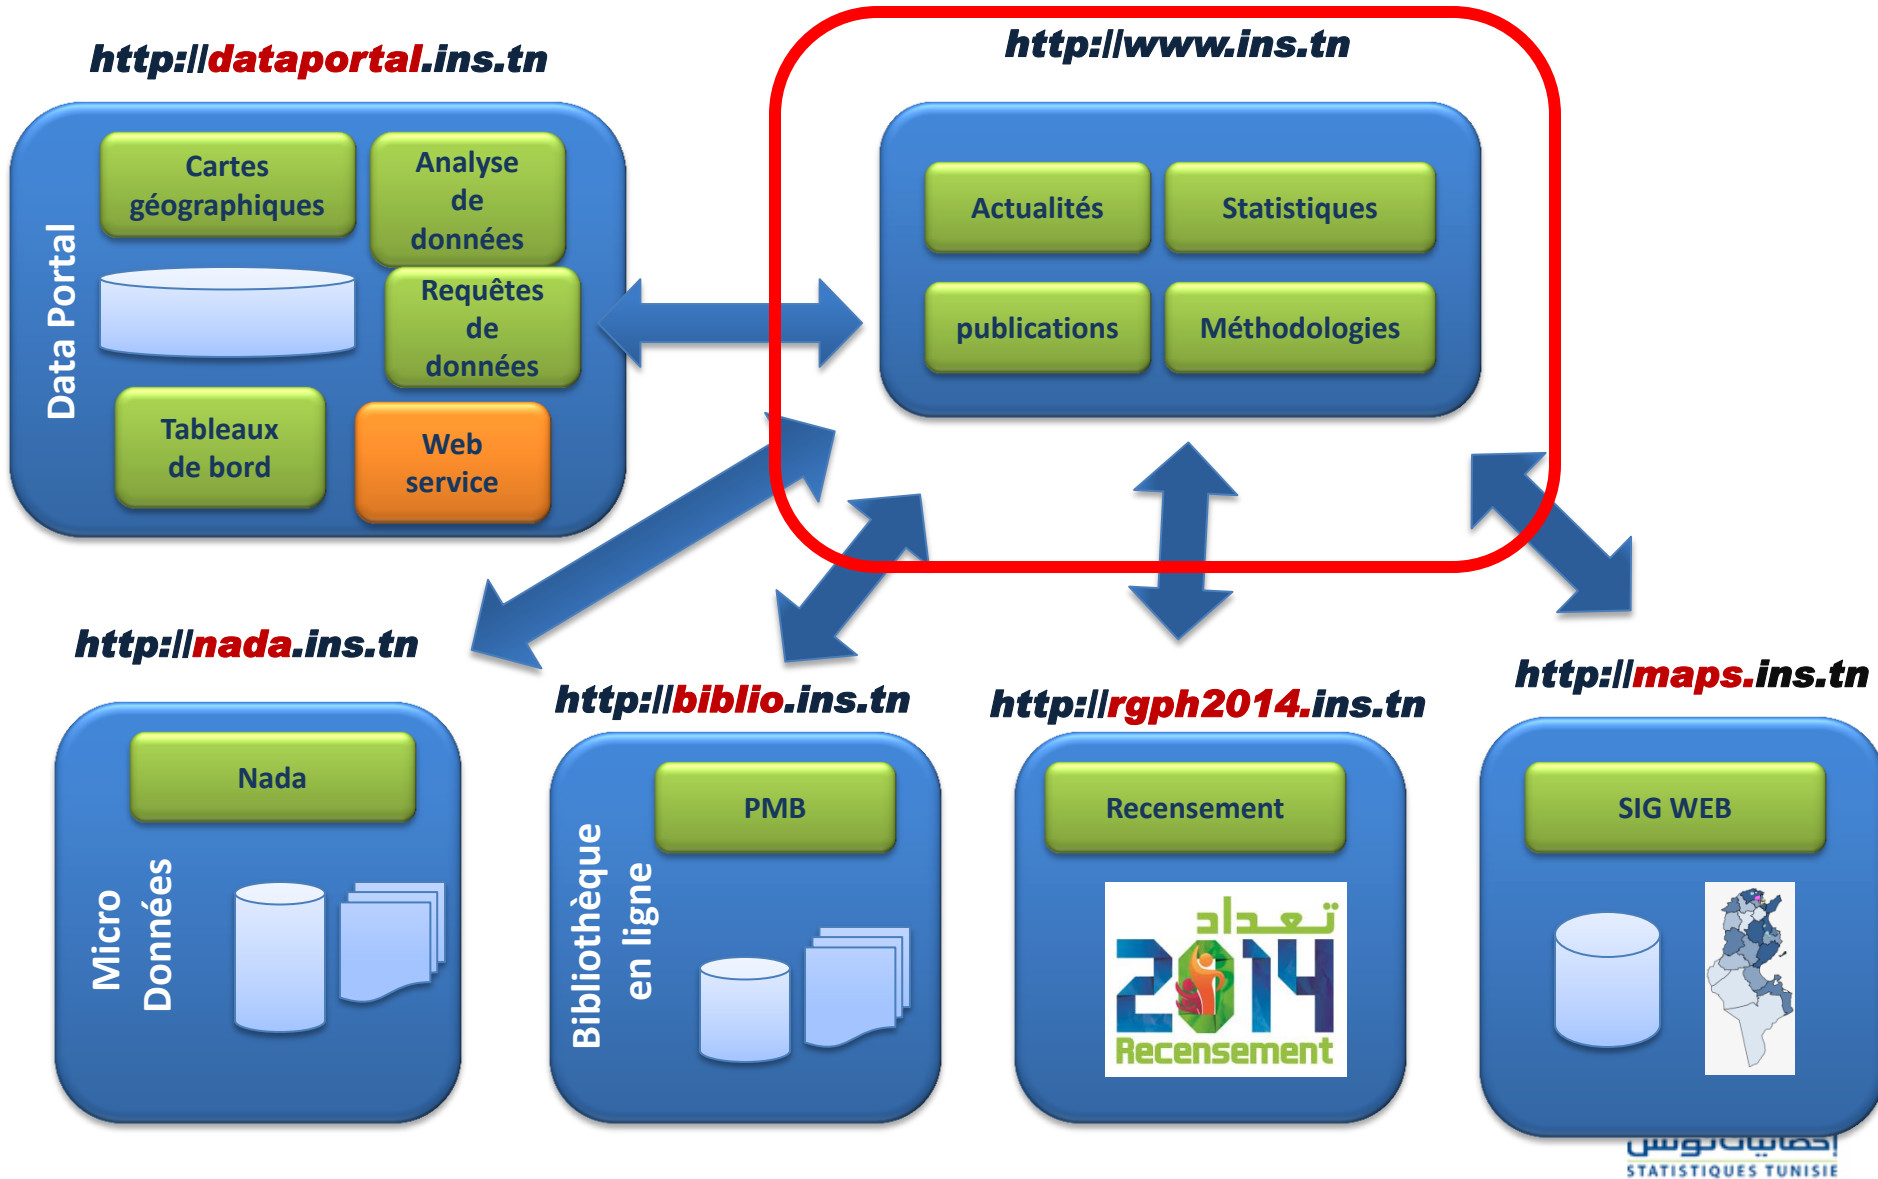 http://dataportal.ins.tn
http://www.ins.tn
Data Portal
Cartes
géographiques
Analyse
de
données
Requêtes
de
données
Tableaux
de bord
Web
service
Actualités
Statistiques
publications
Méthodologies
http://nada.ins.tn
http://biblio.ins.tn
http://rgph2014.ins.tn
http://maps.ins.tn
Nada
Micro
Données
PMB
Bibliothèque
en ligne
Recensement
تعداد
2014
Recensement
SIG WEB
إحصائيات تونس
STATISTIQUES TUNISIE